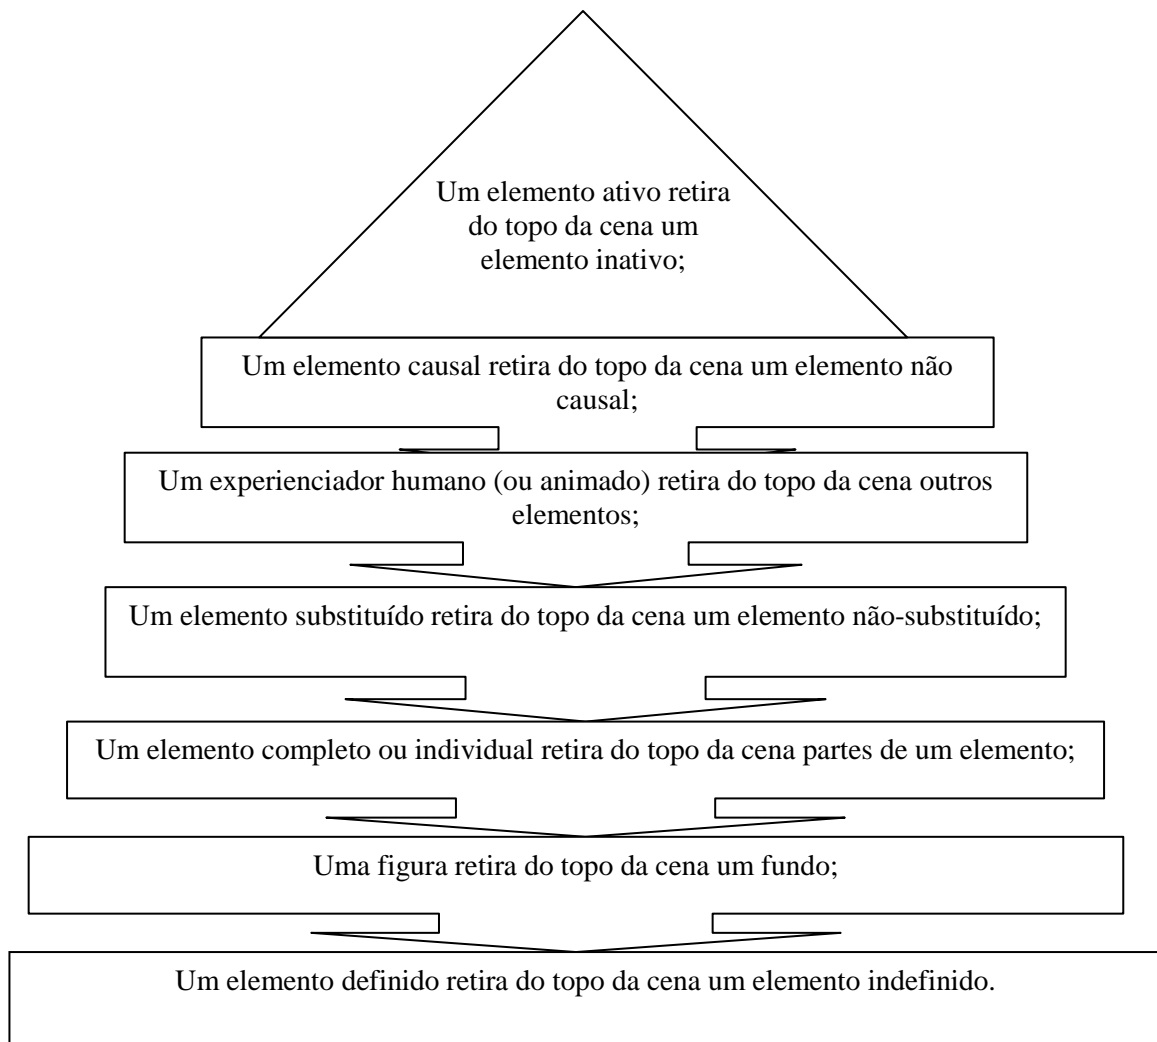 Um elemento ativo retira
do topo da cena um
elemento inativo;
Um elemento causal retira do topo da cena um elemento não
causal;
Um experienciador humano (ou animado) retira do topo da cena outros
elementos;
Um elemento substituído retira do topo da cena um elemento não-substituído;
Um elemento completo ou individual retira do topo da cena partes de um elemento;
Uma figura retira do topo da cena um fundo;
Um elemento definido retira do topo da cena um elemento indefinido.